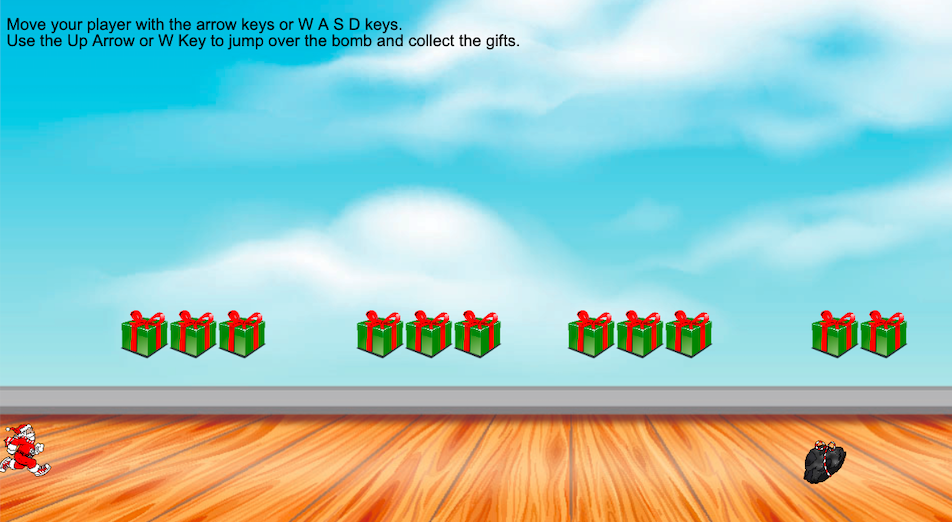 Move your player with the arrow keys or W A S D keys.
Use the Up Arrow or W Key to jump over the bomb and collect the gifts.